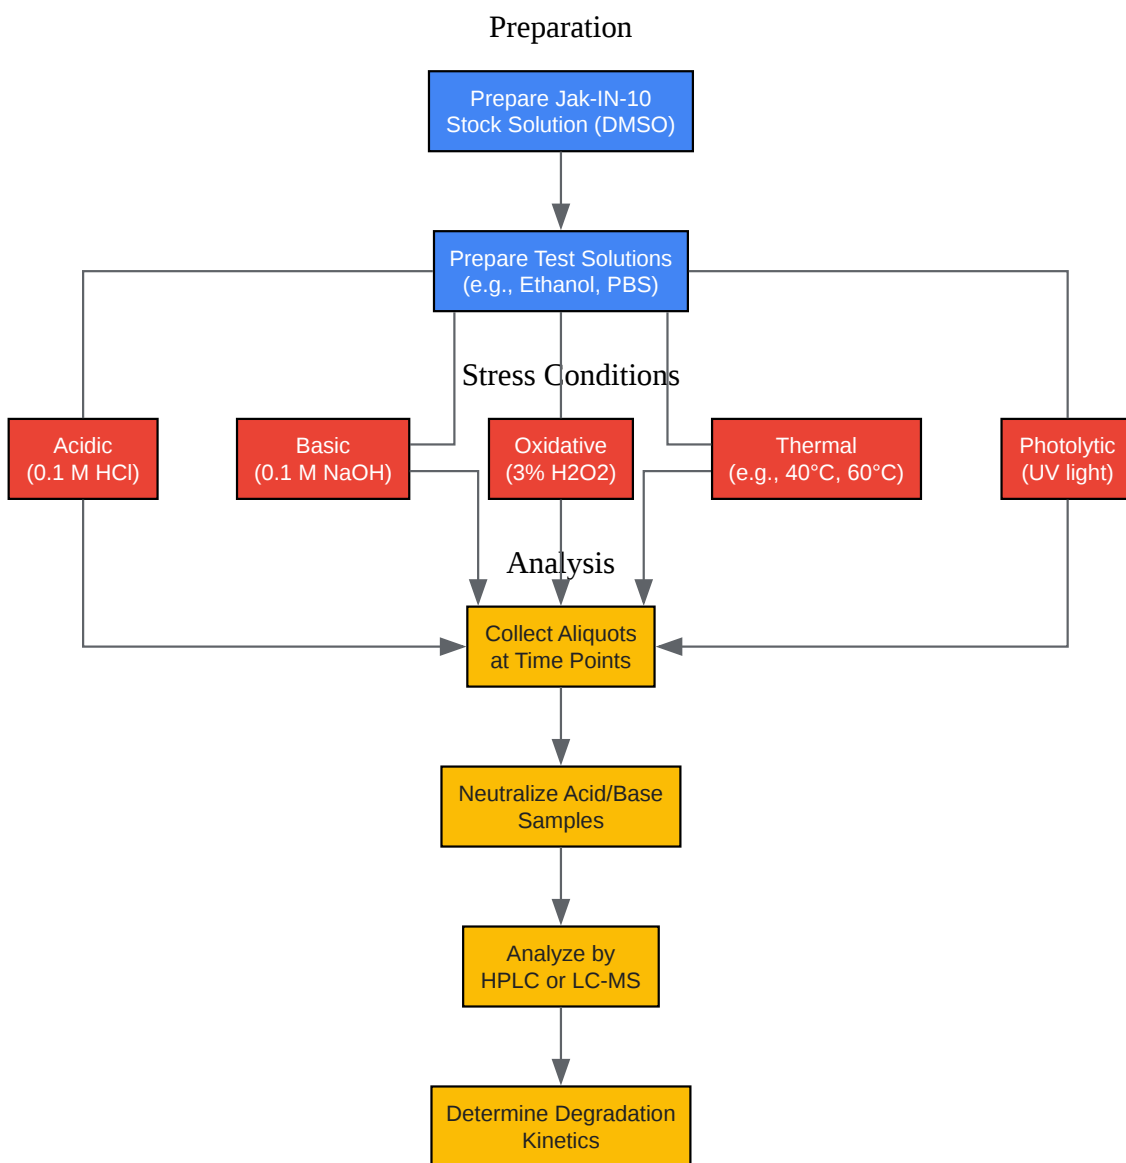 Preparation
Prepare Jak-IN-10
Stock Solution (DMSO)
Prepare Test Solutions
(e.g., Ethanol, PBS)
Stress Conditions
Acidic
(0.1 M HCl)
Basic
(0.1 M NaOH)
Oxidative
(3% H2O2)
Thermal
(e.g., 40°C, 60°C)
Photolytic
(UV light)
Analysis
Collect Aliquots
at Time Points
Neutralize Acid/Base
Samples
Analyze by
HPLC or LC-MS
Determine Degradation
Kinetics